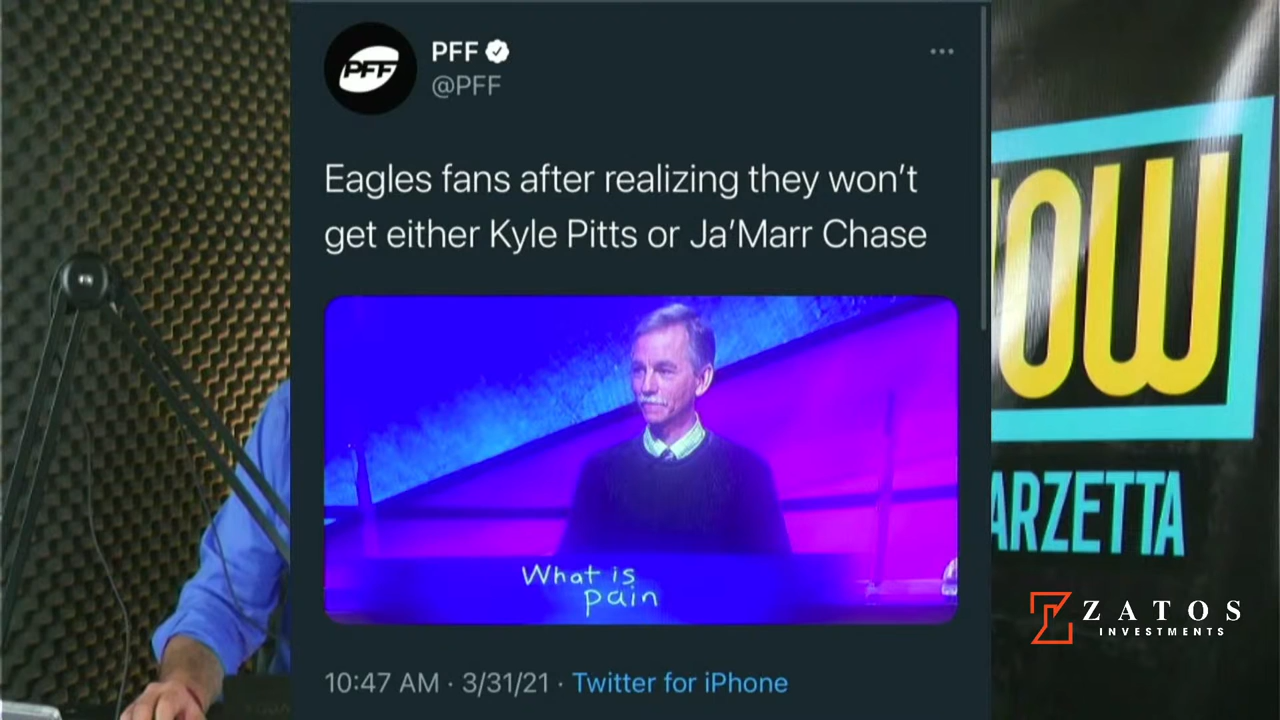 PFF
PFF
@PFF
Eagles fans after realizing they won't
get either Kyle Pitts or Ja'Marr Chase
What is
pain
10:47 AM · 3/31/21 · Twitter for iPhone
OW
ARZETTA
ZATOS
INVESTMENTS